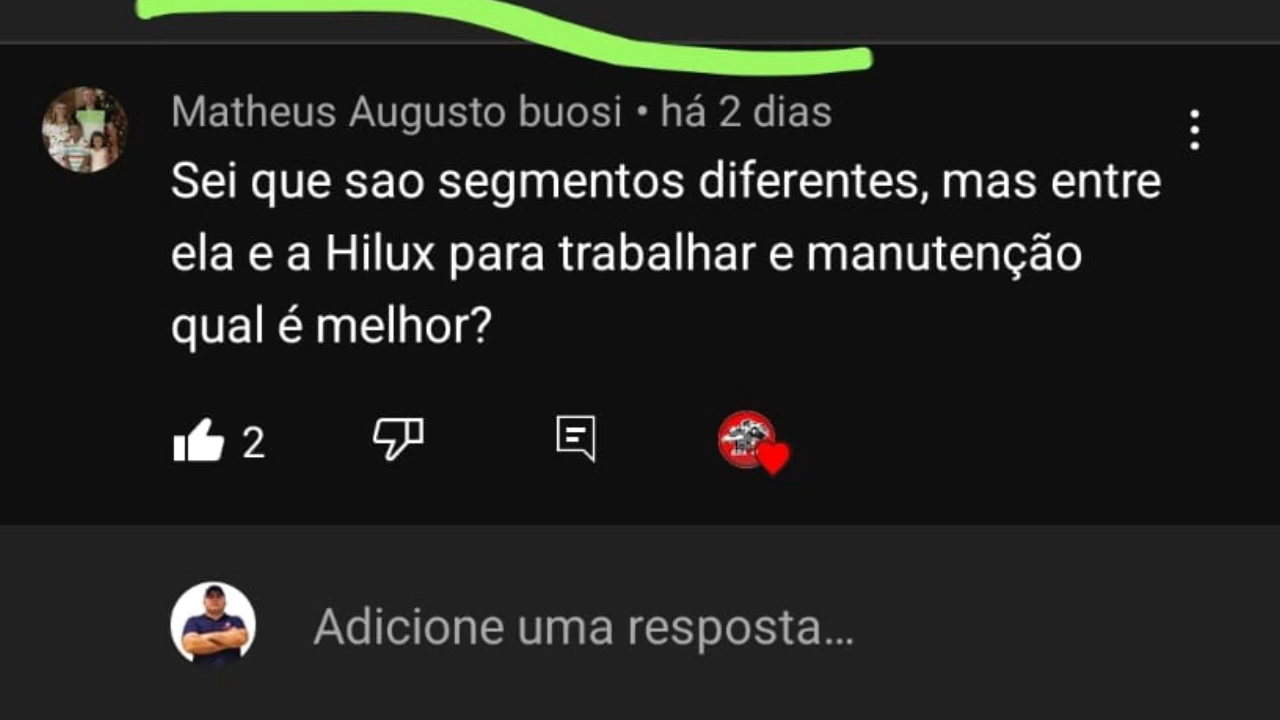 Matheus Augusto buosi • há 2 dias
Sei que sao segmentos diferentes, mas entre
ela e a Hilux para trabalhar e manutenção
qual é melhor?
2
Adicione uma resposta...